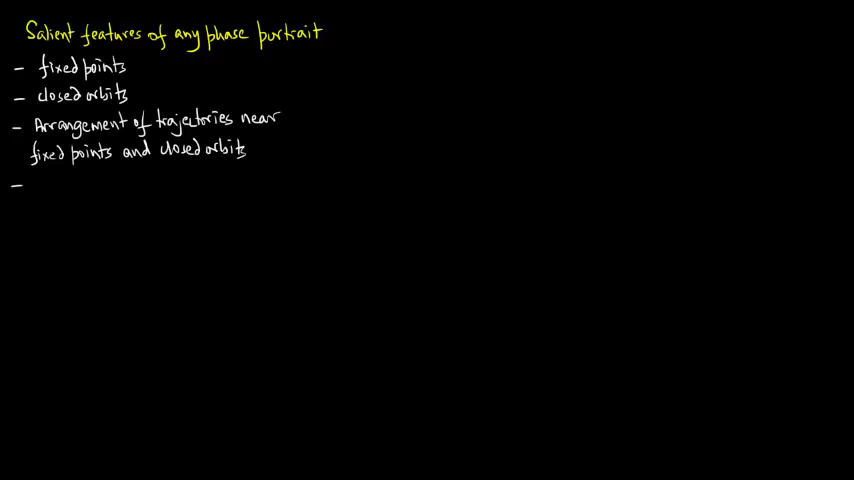 Salient features of any phase portrait
- fixed points
- closed orbits
- Arrangement of trajectories near
fixed points and closed orbits
-